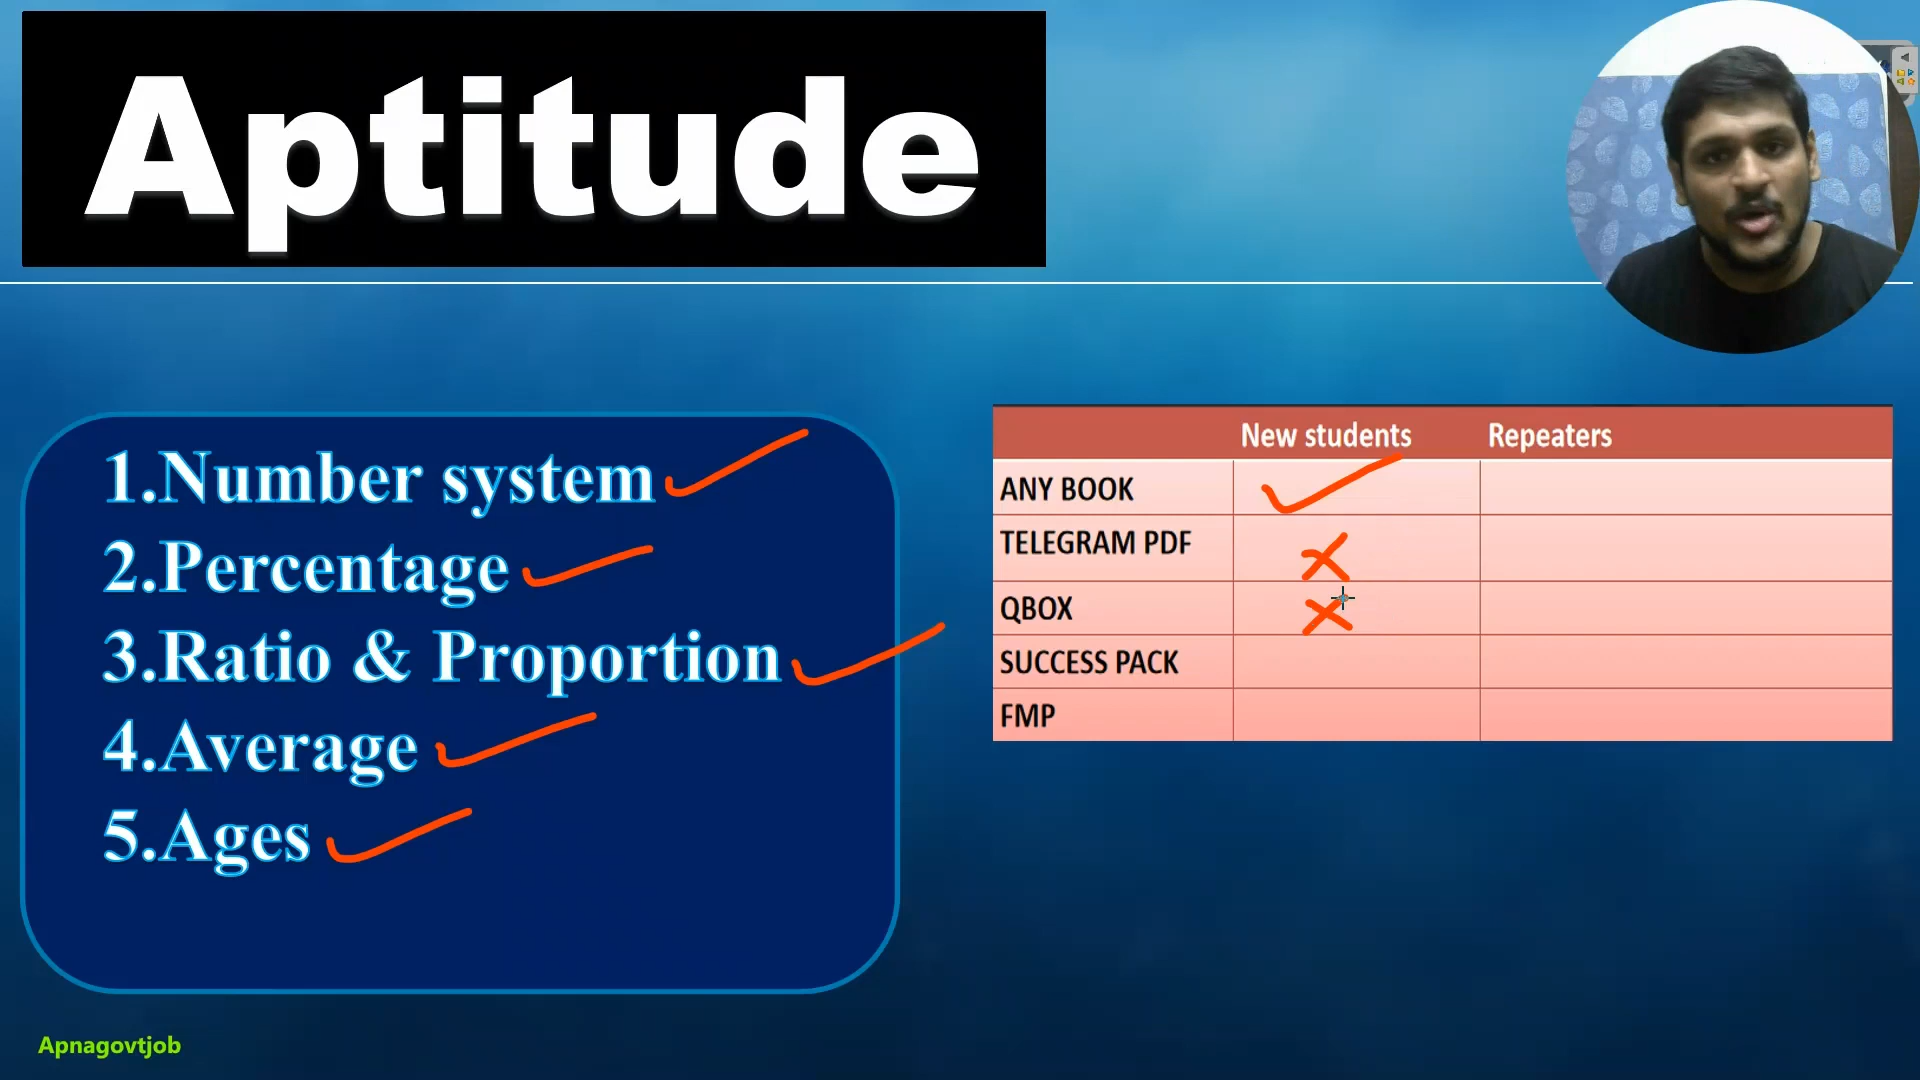 Aptitude
1.Number system
2.Percentage
3.Ratio & Proportion
4.Average
5.Ages
New students Repeaters
ANY BOOK
TELEGRAM PDF
QBOX
SUCCESS PACK
FMP
Apnagovtjob